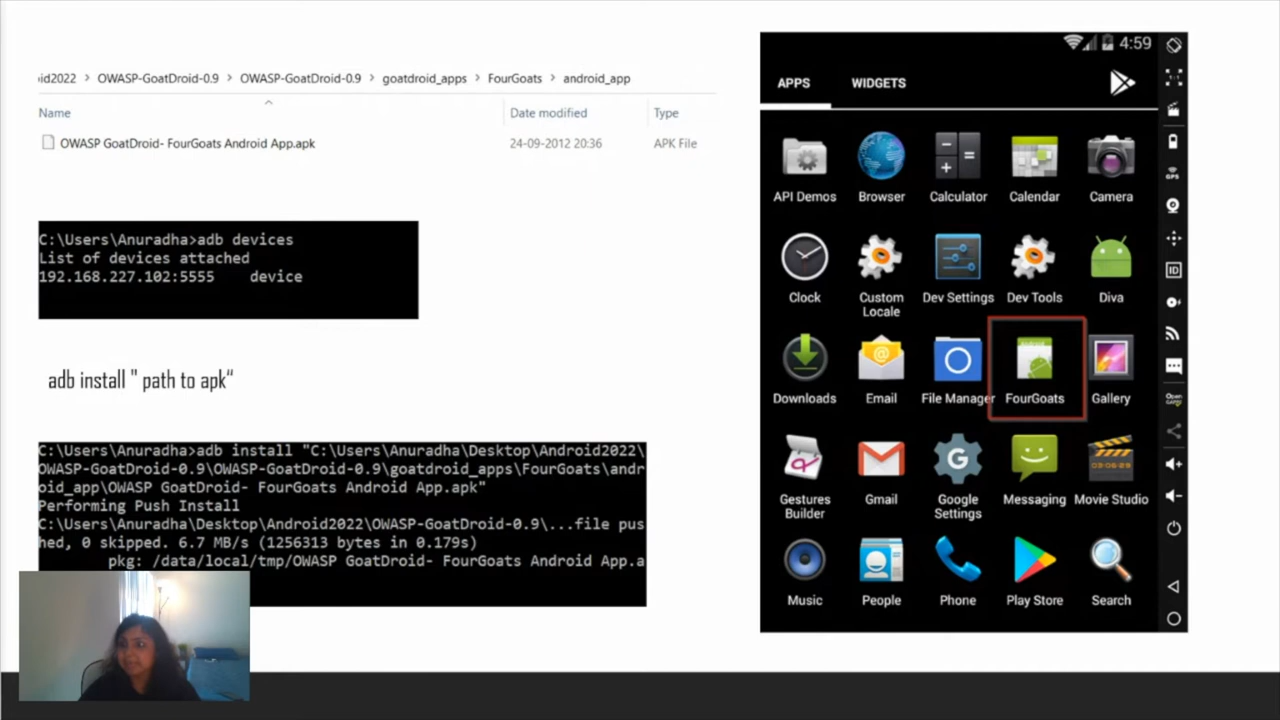 id2022 > OWASP-GoatDroid-0.9 > OWASP-GoatDroid-0.9 > goatdroid_apps > FourGoats > android_app
Name Date modified Type
OWASP GoatDroid- FourGoats Android App.apk 24-09-2012 20:36 APK File
C:\Users\Anuradha>adb devices
List of devices attached
192.168.227.102:5555 device
adb install " path to apk“
C:\Users\Anuradha>adb install "C:\Users\Anuradha\Desktop\Android2022\
OWASP-GoatDroid-0.9\OWASP-GoatDroid-0.9\goatdroid_apps\FourGoats\andr
oid_app\OWASP GoatDroid- FourGoats Android App.apk"
Performing Push Install
C:\Users\Anuradha\Desktop\Android2022\OWASP-GoatDroid-0.9\...file pus
hed, 0 skipped. 6.7 MB/s (1256313 bytes in 0.179s)
pkg: /data/local/tmp/OWASP GoatDroid- FourGoats Android App.a
4:59
APPS WIDGETS
API Demos Browser Calculator Calendar Camera
Clock Custom Locale Dev Settings Dev Tools Diva
Downloads Email File Manager FourGoats Gallery
Gestures Builder Gmail Google Settings Messaging Movie Studio
Music People Phone Play Store Search
GPS
ID